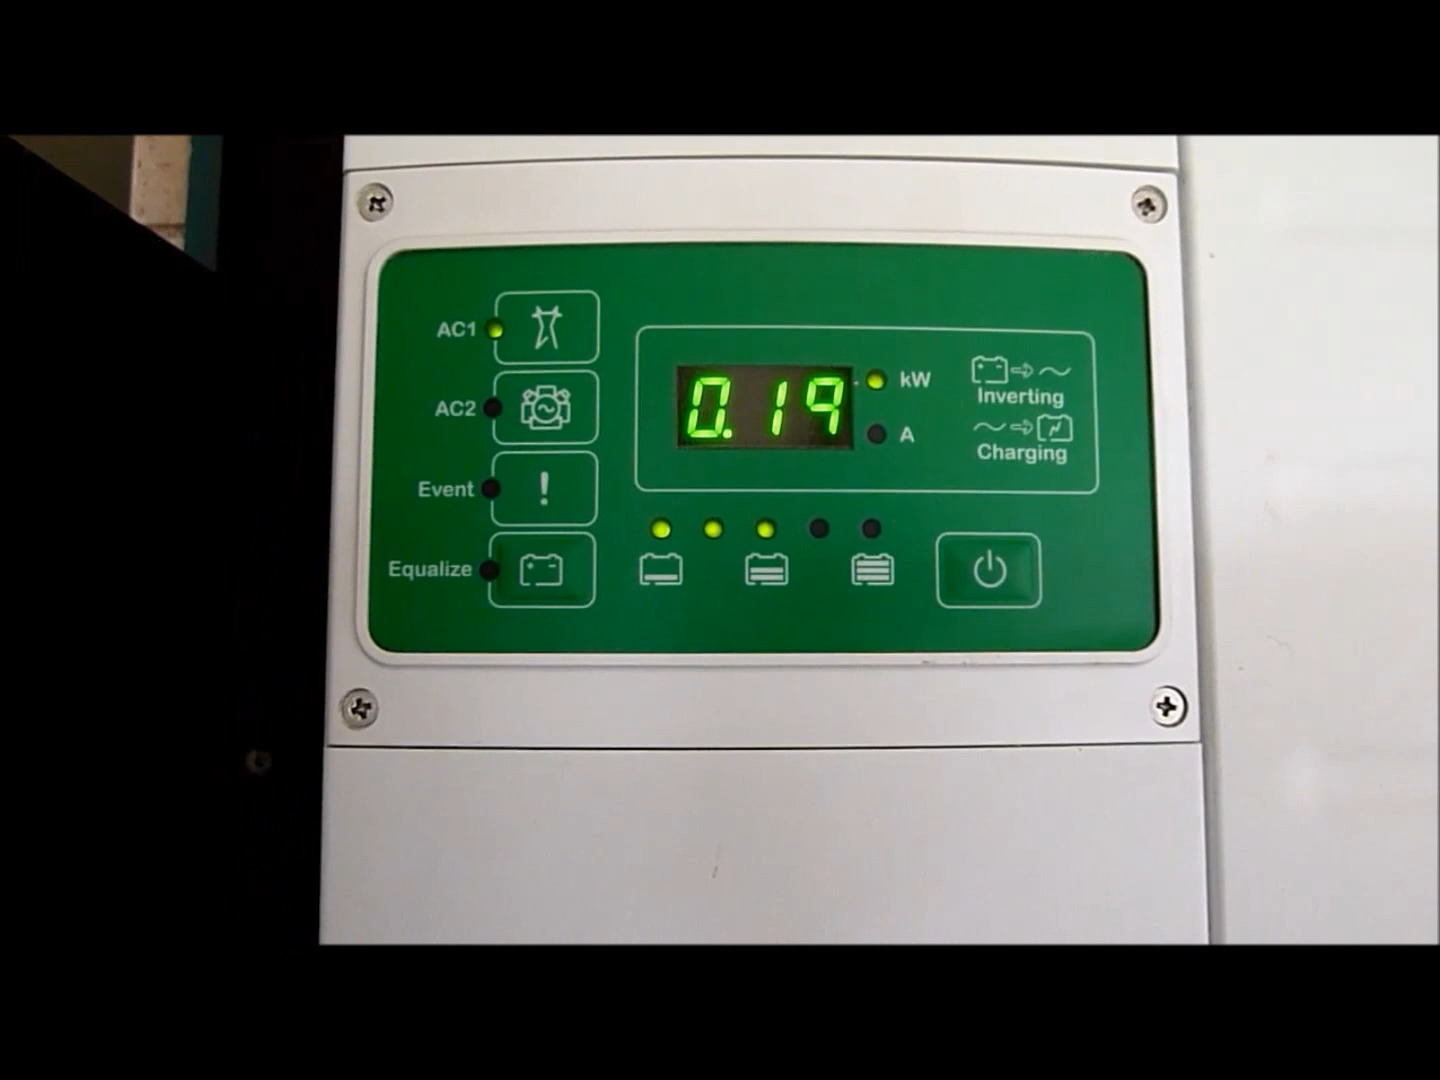 AC1
AC2
Event
Equalize
0.19
kW
A
Inverting
Charging